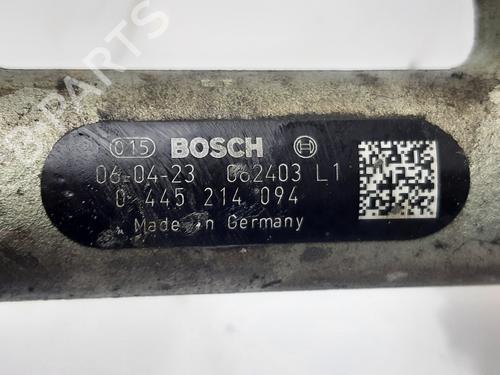 015 BOSCH
06-04-23 062403 L1
0 445 214 094
Made in Germany
B-PARTS